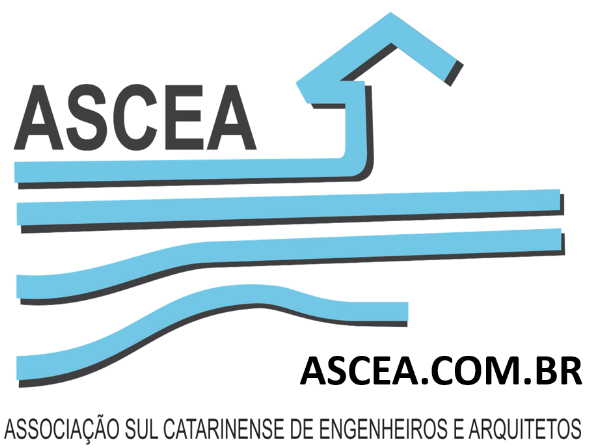 ASCEA
ASCEA.COM.BR
ASSOCIAÇÃO SUL CATARINENSE DE ENGENHEIROS E ARQUITETOS